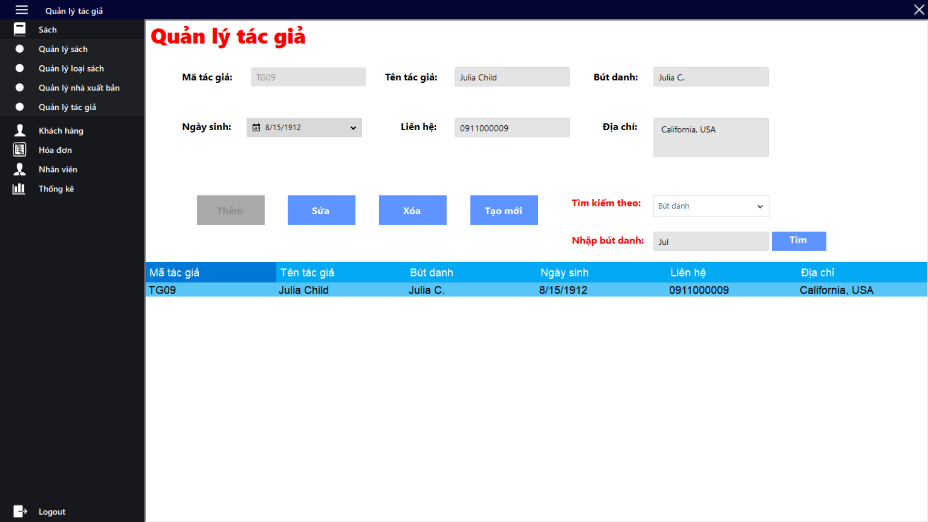 Quản lý tác giả
Sách
Quản lý sách
Quản lý loại sách
Quản lý nhà xuất bản
Quản lý tác giả
Khách hàng
Hóa đơn
Nhân viên
Thống kê
Logout
Quản lý tác giả
Mã tác giả: TG09 Tên tác giả: Julia Child Bút danh: Julia C.
Ngày sinh: 8/15/1912 Liên hệ: 0911000009 Địa chỉ: California, USA
Thêm Sửa Xóa Tạo mới
Tìm kiếm theo: Bút danh
Nhập bút danh: Jul Tìm
Mã tác giả Tên tác giả Bút danh Ngày sinh Liên hệ Địa chỉ
TG09 Julia Child Julia C. 8/15/1912 0911000009 California, USA